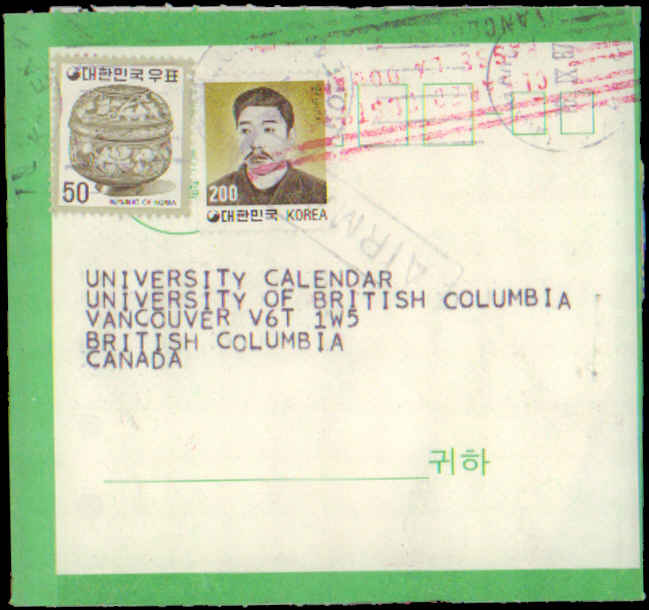 대한민국우표
50
REPUBLIC OF KOREA
200
대한민국 KOREA
AIRM
UNIVERSITY CALENDAR
UNIVERSITY OF BRITISH COLUMBIA
VANCOUVER V6T 1W5
BRITISH COLUMBIA
CANADA
귀하